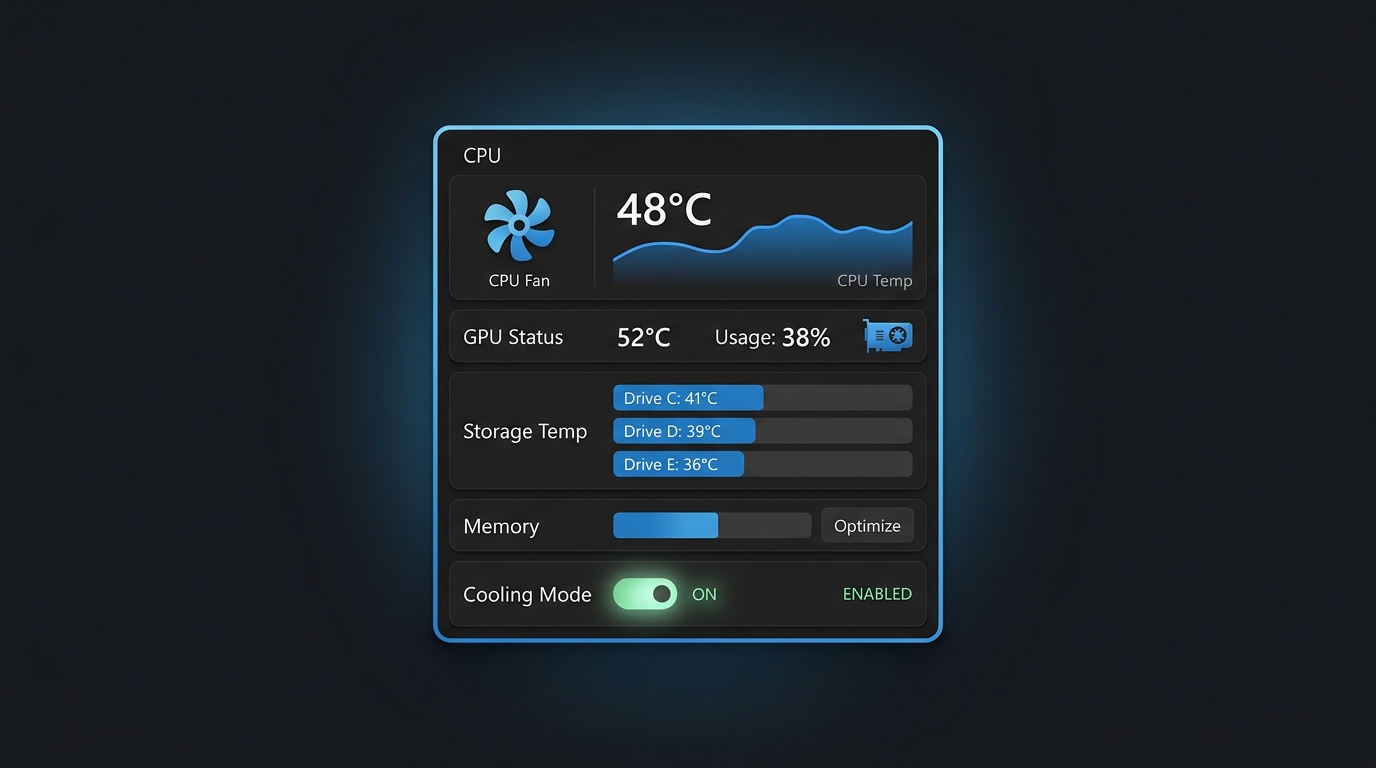 CPU
48°C
CPU Fan
CPU Temp
GPU Status 52°C Usage: 38%
Storage Temp
Drive C: 41°C
Drive D: 39°C
Drive E: 36°C
Memory Optimize
Cooling Mode ON ENABLED